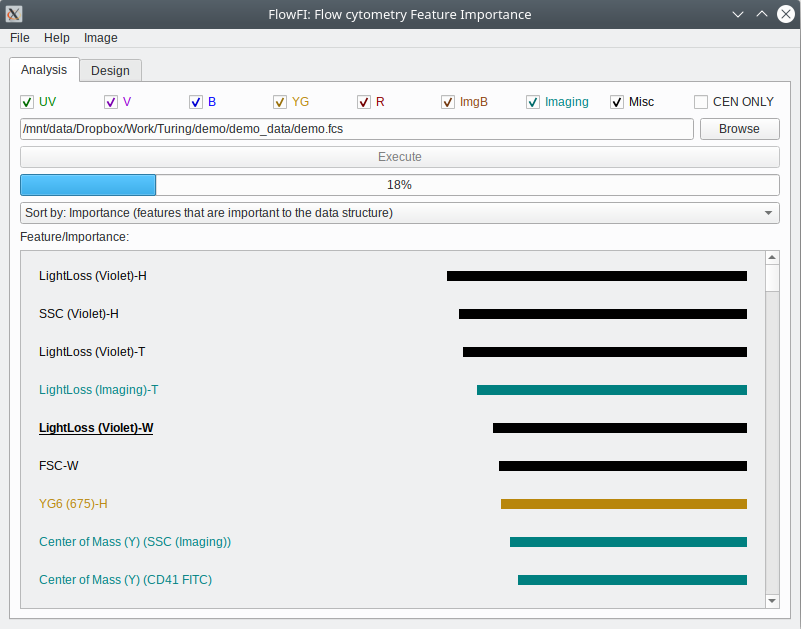 FlowFI: Flow cytometry Feature Importance
File Help Image
Analysis Design
UV V B YG R ImgB Imaging Misc CEN ONLY
/mnt/data/Dropbox/Work/Turing/demo/demo_data/demo.fcs Browse
Execute
18%
Sort by: Importance (features that are important to the data structure)
Feature/Importance:
LightLoss (Violet)-H
SSC (Violet)-H
LightLoss (Violet)-T
LightLoss (Imaging)-T
LightLoss (Violet)-W
FSC-W
YG6 (675)-H
Center of Mass (Y) (SSC (Imaging))
Center of Mass (Y) (CD41 FITC)